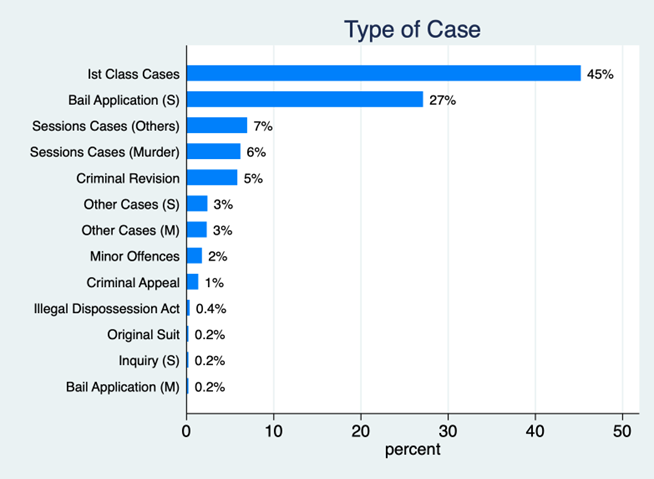 Type of Case
Ist Class Cases 45%
Bail Application (S) 27%
Sessions Cases (Others) 7%
Sessions Cases (Murder) 6%
Criminal Revision 5%
Other Cases (S) 3%
Other Cases (M) 3%
Minor Offences 2%
Criminal Appeal 1%
Illegal Dispossession Act 0.4%
Original Suit 0.2%
Inquiry (S) 0.2%
Bail Application (M) 0.2%
0 10 20 30 40 50
percent